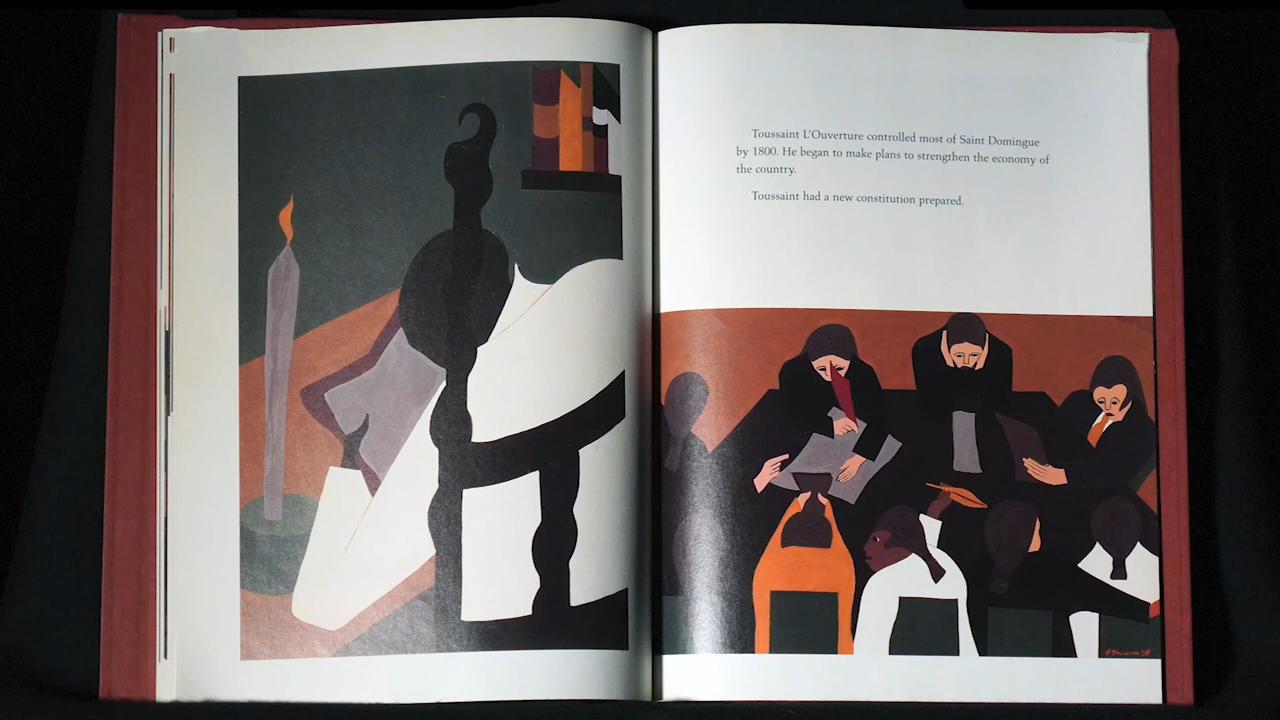 Toussaint L'Ouverture controlled most of Saint Domingue
by 1800. He began to make plans to strengthen the economy of
the country.
Toussaint had a new constitution prepared.